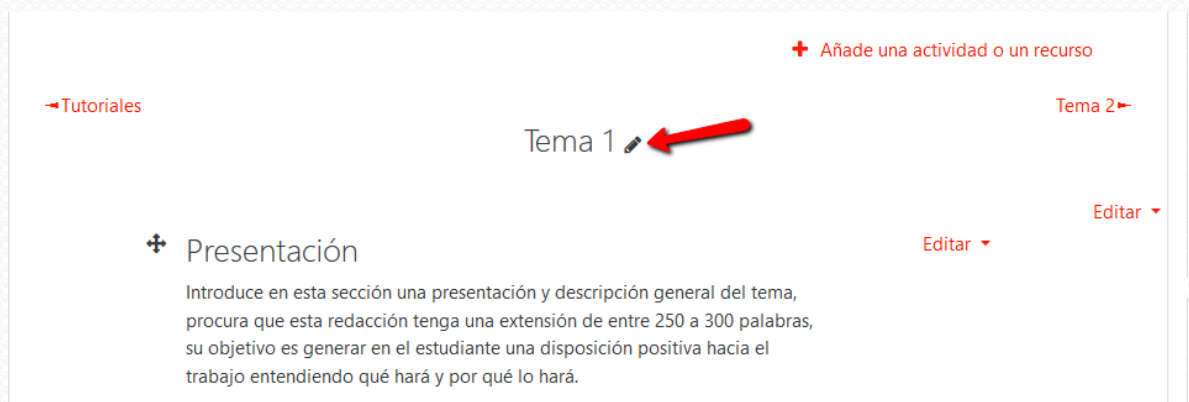 Añade una actividad o un recurso
Tutoriales
Tema 2
Tema 1
Editar
Presentación
Editar
Introduce en esta sección una presentación y descripción general del tema,
procura que esta redacción tenga una extensión de entre 250 a 300 palabras,
su objetivo es generar en el estudiante una disposición positiva hacia el
trabajo entendiendo qué hará y por qué lo hará.